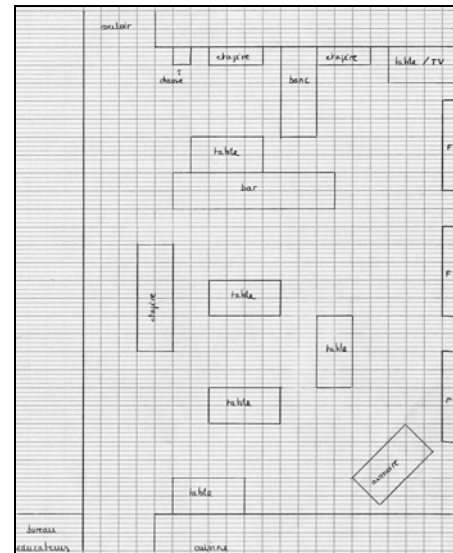 couloir
étagère
étagère
table / TV
chaise
banc
F
table
bar
étagère
table
F
table
table
F
armoire
table
bureau
éducateurs
cuisine